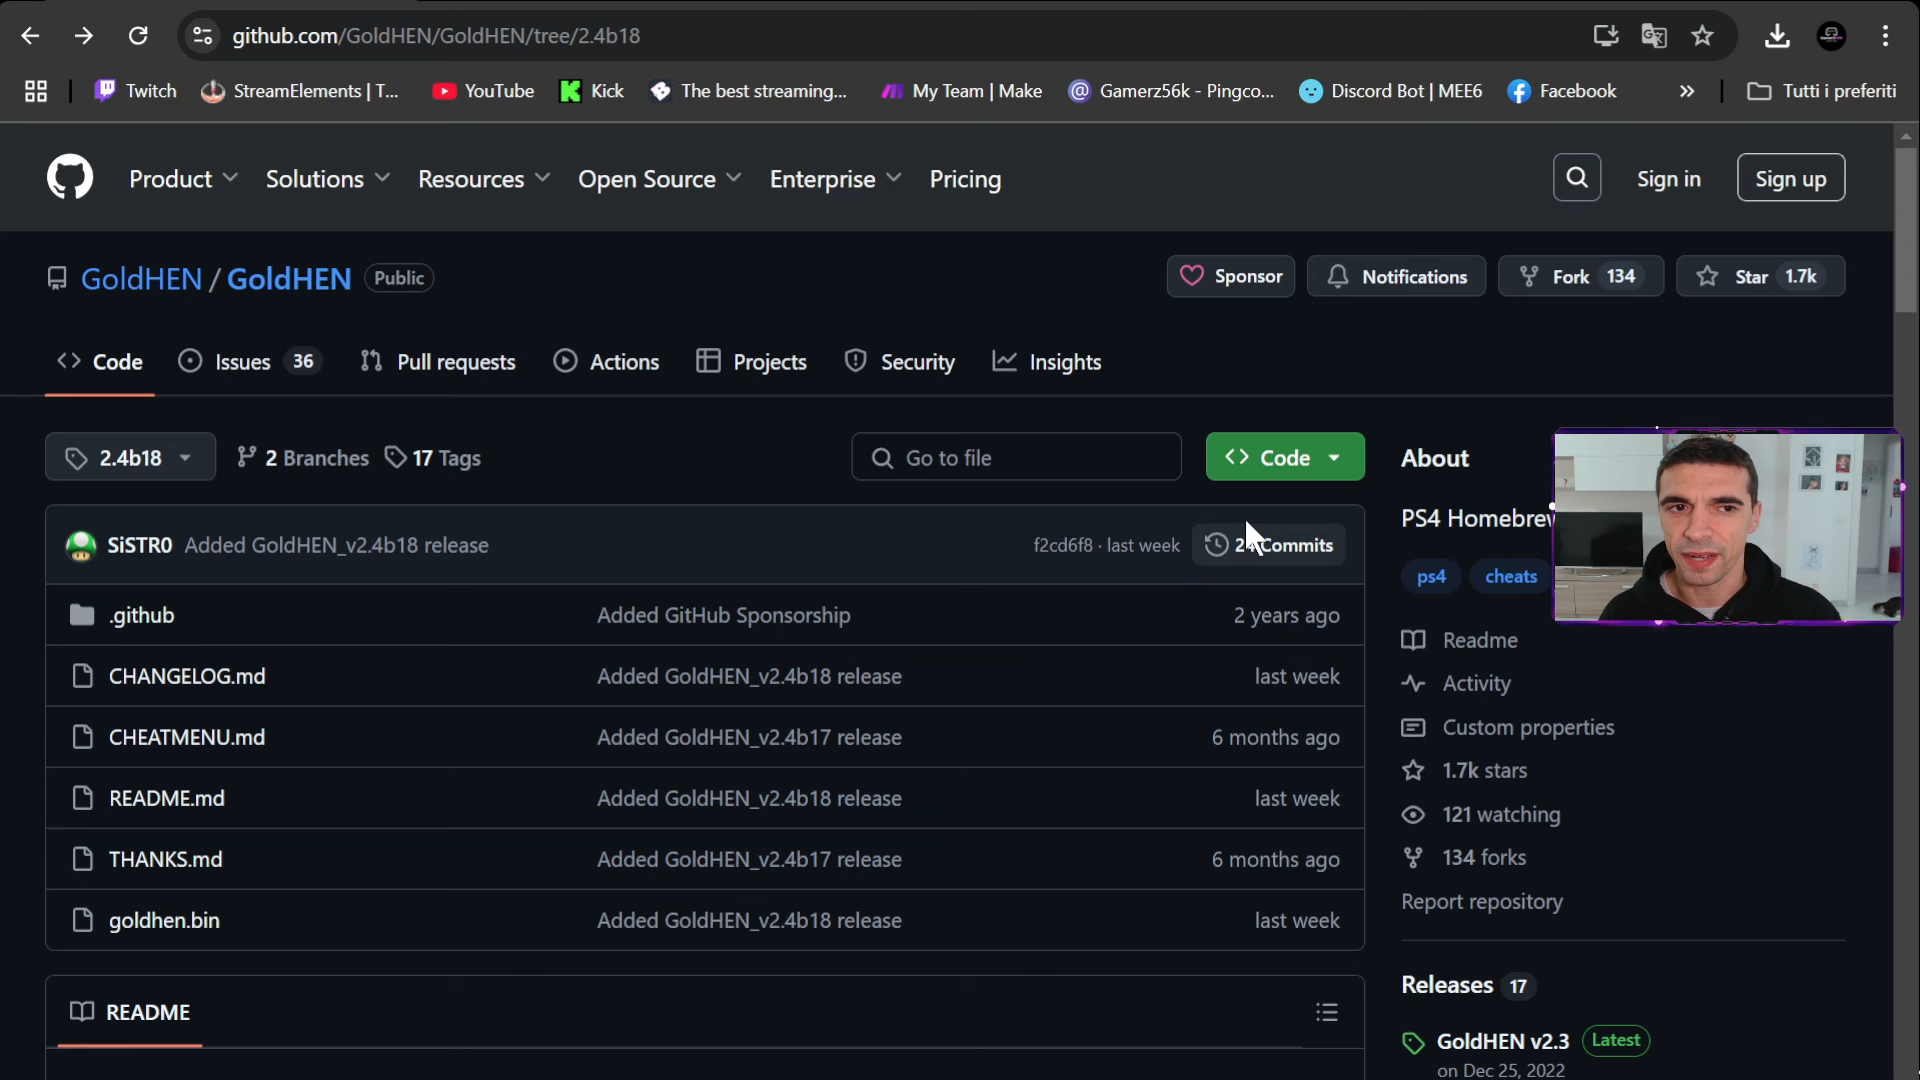 github.com/GoldHEN/GoldHEN/tree/2.4b18
Twitch StreamElements | T... YouTube Kick The best streaming... My Team | Make Gamerz56k - Pingco... Discord Bot | MEE6 Facebook » Tutti i preferiti
Product Solutions Resources Open Source Enterprise Pricing Sign in Sign up
GoldHEN / GoldHEN Public Sponsor Notifications Fork 134 Star 1.7k
Code Issues 36 Pull requests Actions Projects Security Insights
2.4b18 2 Branches 17 Tags Go to file Code
About
SiSTR0 Added GoldHEN_v2.4b18 release f2cd6f8 · last week Commits
PS4
ps4 cheats
.github Added GitHub Sponsorship 2 years ago
CHANGELOG.md Added GoldHEN_v2.4b18 release last week
CHEATMENU.md Added GoldHEN_v2.4b17 release 6 months ago
README.md Added GoldHEN_v2.4b18 release last week
THANKS.md Added GoldHEN_v2.4b17 release 6 months ago
goldhen.bin Added GoldHEN_v2.4b18 release last week
README
Readme
Activity
Custom properties
1.7k stars
121 watching
134 forks
Report repository
Releases 17
GoldHEN v2.3 Latest
on Dec 25, 2022